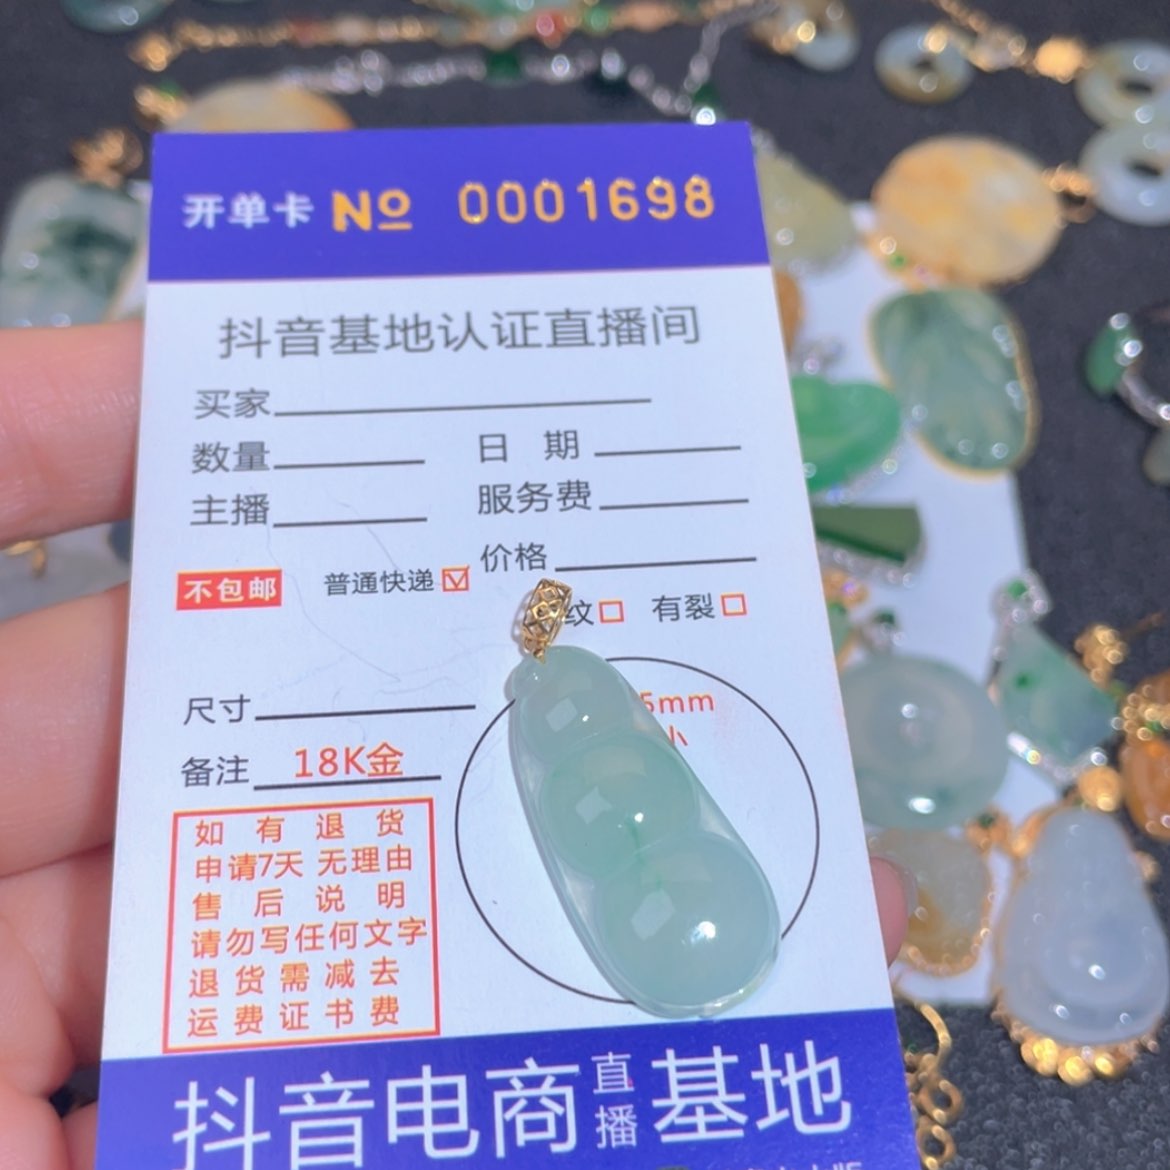 开单卡 No 0001698
抖音基地认证直播间
买家
数量 日期
主播 服务费
价格
不包邮 普通快递 ☑
纹 □ 有裂 □
5mm
小
尺寸
备注 18K金
如有退货
申请7天无理由
售后说明
请勿写任何文字
退货需减去
运费证书费
抖音电商直播基地